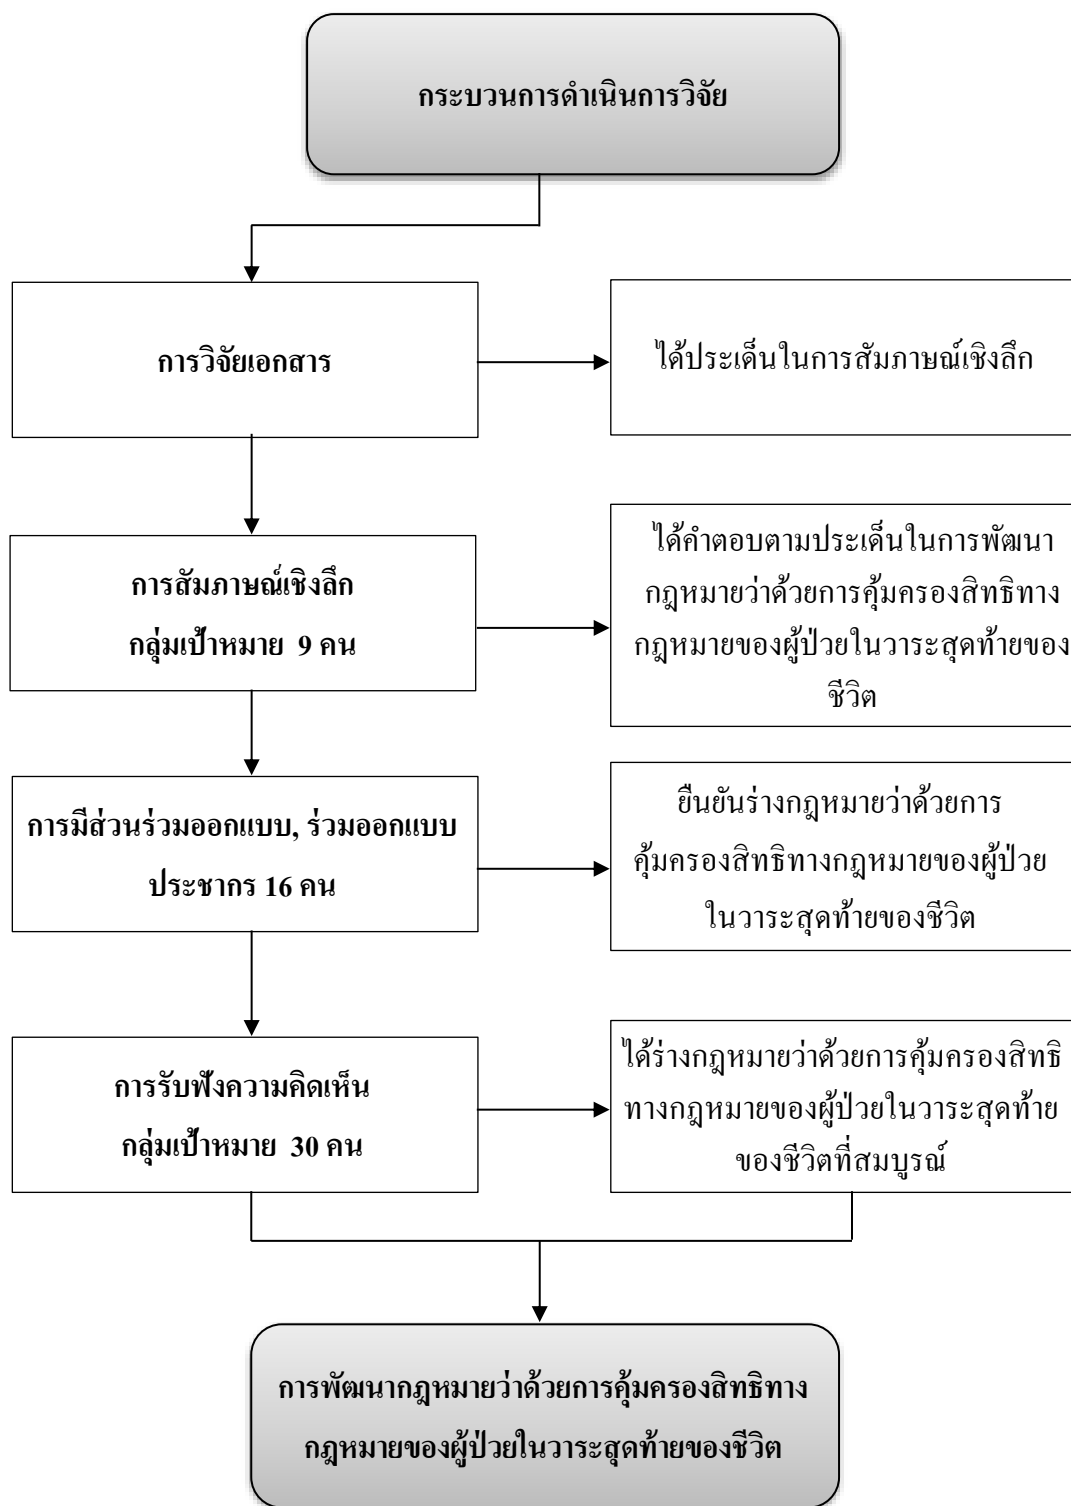 กระบวนการดำเนินการวิจัย
การวิจัยเอกสาร
ได้ประเด็นในการสัมภาษณ์เชิงลึก
การสัมภาษณ์เชิงลึก
กลุ่มเป้าหมาย 9 คน
ได้คำตอบตามประเด็นในการพัฒนา
กฎหมายว่าด้วยการคุ้มครองสิทธิทาง
กฎหมายของผู้ป่วยในวาระสุดท้ายของ
ชีวิต
การมีส่วนร่วมออกแบบ, ร่วมออกแบบ
ประชากร 16 คน
ยืนยันร่างกฎหมายว่าด้วยการ
คุ้มครองสิทธิทางกฎหมายของผู้ป่วย
ในวาระสุดท้ายของชีวิต
การรับฟังความคิดเห็น
กลุ่มเป้าหมาย 30 คน
ได้ร่างกฎหมายว่าด้วยการคุ้มครองสิทธิ
ทางกฎหมายของผู้ป่วยในวาระสุดท้าย
ของชีวิตที่สมบูรณ์
การพัฒนากฎหมายว่าด้วยการคุ้มครองสิทธิทาง
กฎหมายของผู้ป่วยในวาระสุดท้ายของชีวิต